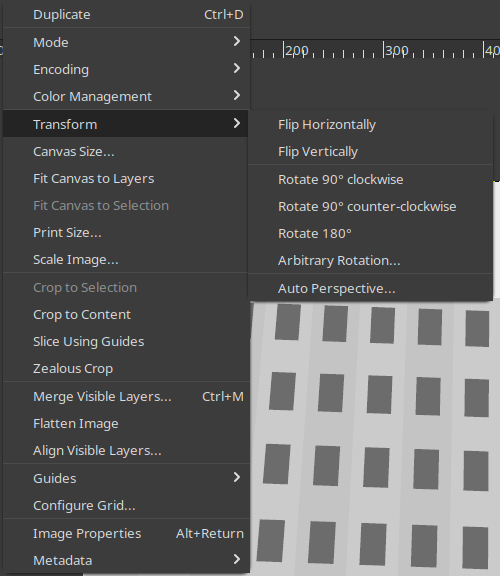 Duplicate Ctrl+D
Mode
Encoding
Color Management
Transform
Canvas Size...
Fit Canvas to Layers
Fit Canvas to Selection
Print Size...
Scale Image...
Crop to Selection
Crop to Content
Slice Using Guides
Zealous Crop
Merge Visible Layers... Ctrl+M
Flatten Image
Align Visible Layers...
Guides
Configure Grid...
Image Properties Alt+Return
Metadata
200 300 40
Flip Horizontally
Flip Vertically
Rotate 90° clockwise
Rotate 90° counter-clockwise
Rotate 180°
Arbitrary Rotation...
Auto Perspective...